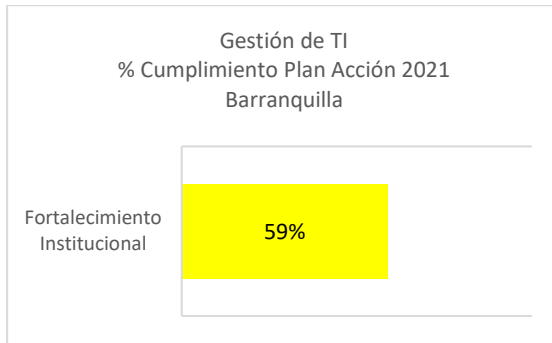 Gestión de TI
% Cumplimiento Plan Acción 2021
Barranquilla
Fortalecimiento
Institucional
59%